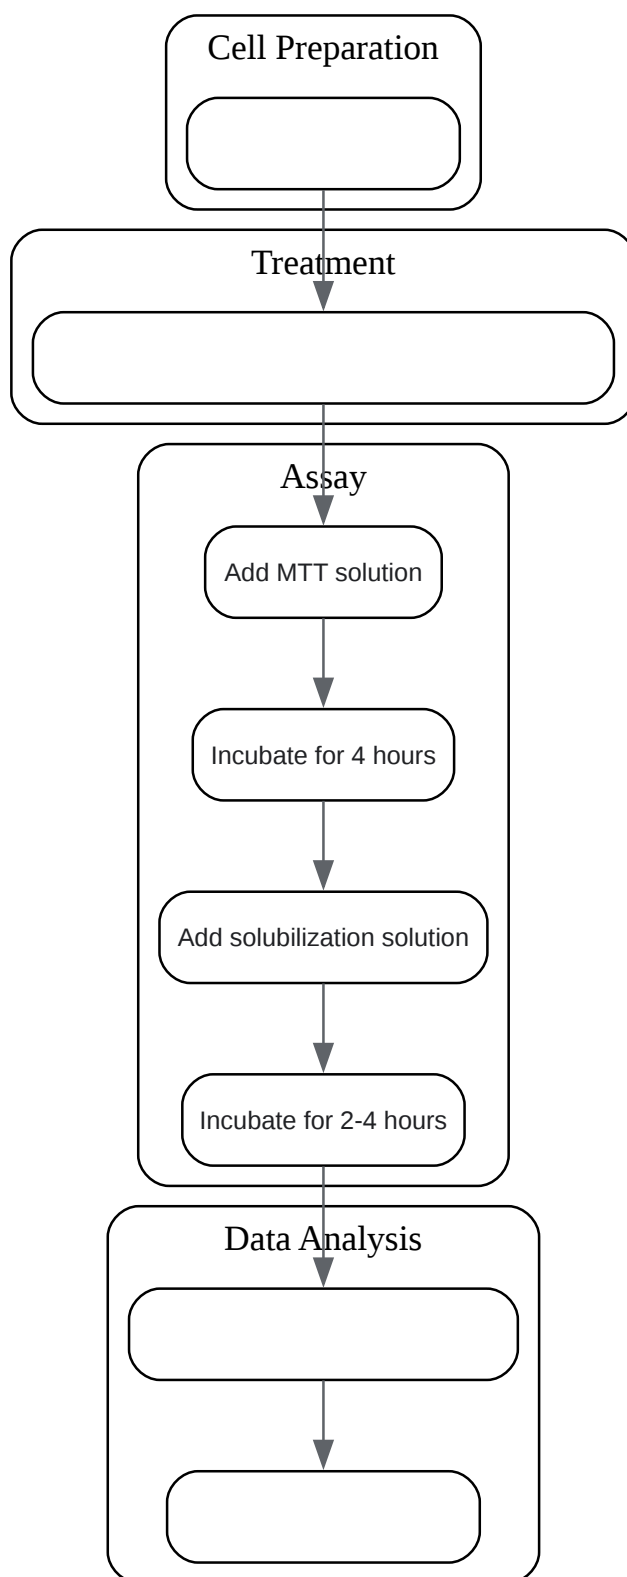 Cell Preparation
Treatment
Assay
Add MTT solution
Incubate for 4 hours
Add solubilization solution
Incubate for 2-4 hours
Data Analysis